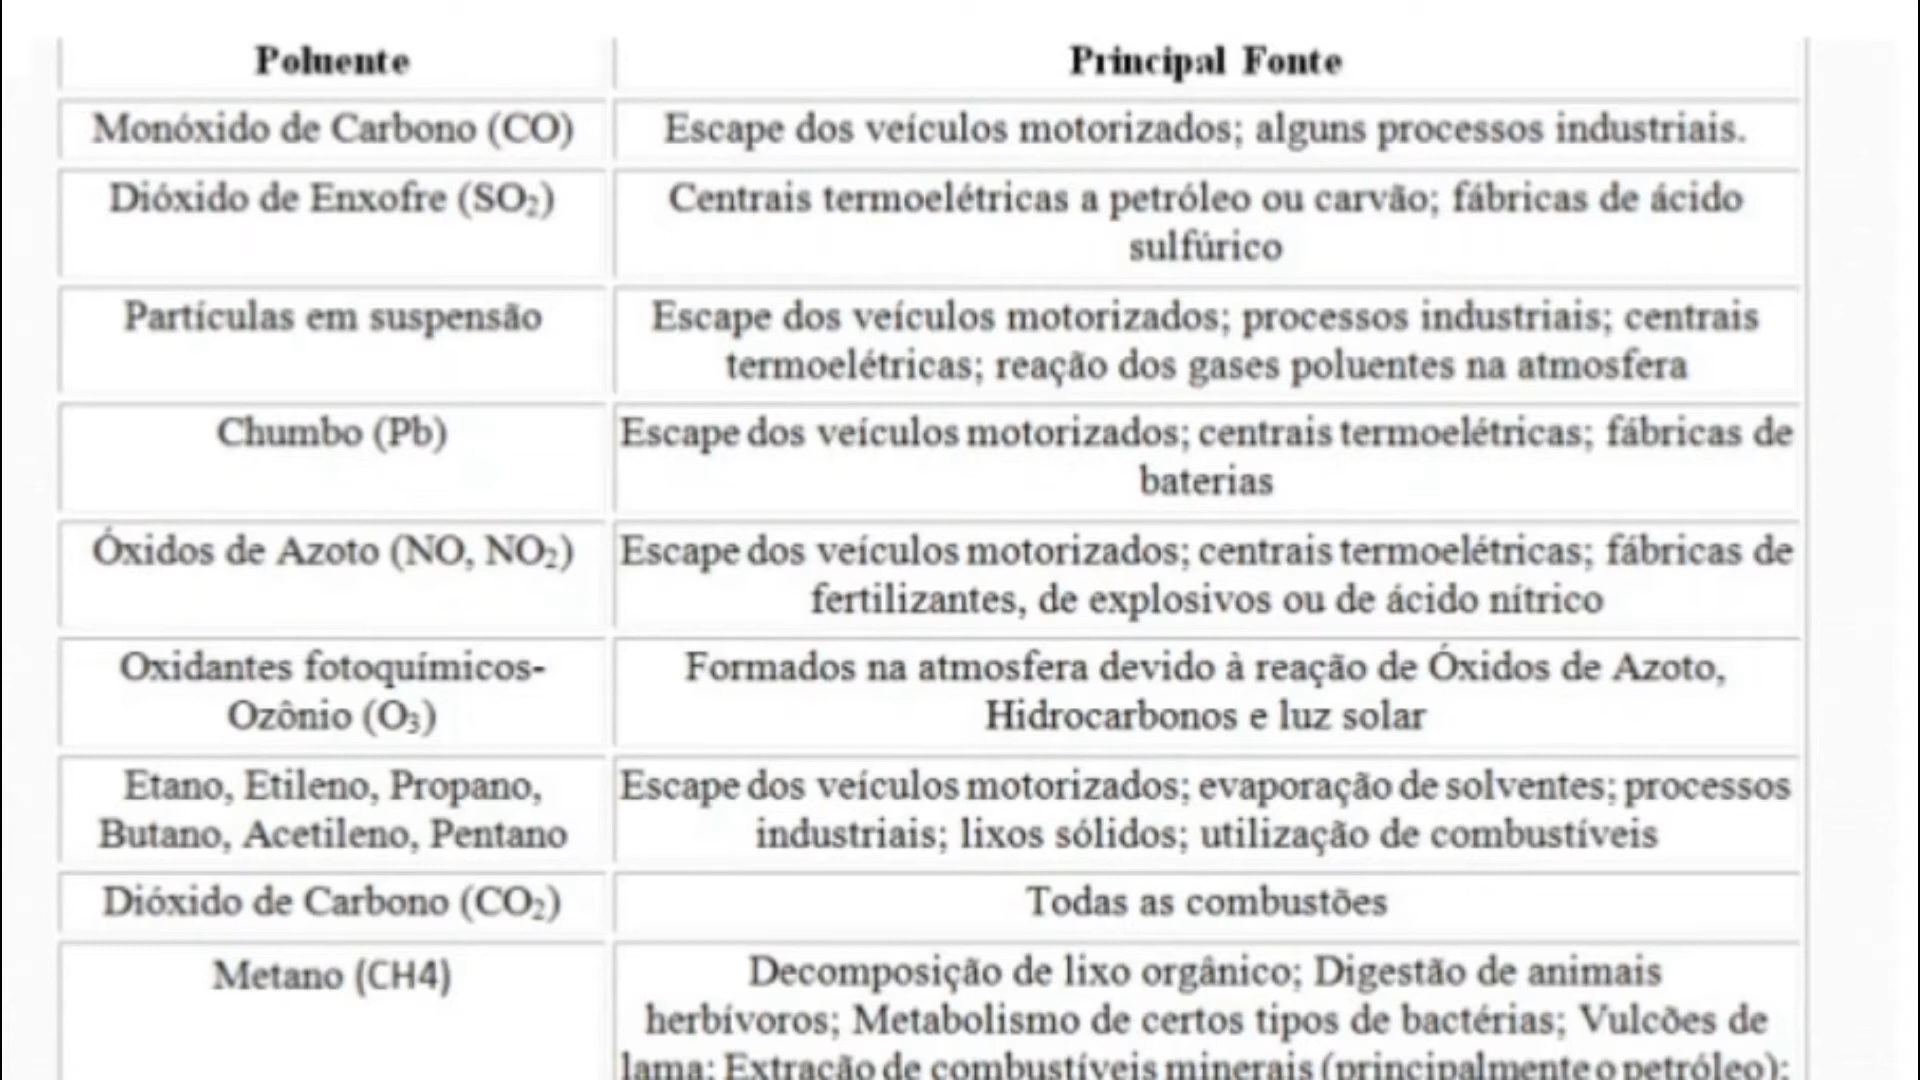 Poluente
Principal Fonte
Monóxido de Carbono (CO)
Escape dos veículos motorizados; alguns processos industriais.
Dióxido de Enxofre (SO₂)
Centrais termoelétricas a petróleo ou carvão; fábricas de ácido
sulfúrico
Partículas em suspensão
Escape dos veículos motorizados; processos industriais; centrais
termoelétricas; reação dos gases poluentes na atmosfera
Chumbo (Pb)
Escape dos veículos motorizados; centrais termoelétricas; fábricas de
baterias
Óxidos de Azoto (NO, NO₂)
Escape dos veículos motorizados; centrais termoelétricas; fábricas de
fertilizantes, de explosivos ou de ácido nítrico
Oxidantes fotoquímicos-
Ozônio (O₃)
Formados na atmosfera devido à reação de Óxidos de Azoto,
Hidrocarbonos e luz solar
Etano, Etileno, Propano,
Butano, Acetileno, Pentano
Escape dos veículos motorizados; evaporação de solventes; processos
industriais; lixos sólidos; utilização de combustíveis
Dióxido de Carbono (CO₂)
Todas as combustões
Metano (CH4)
Decomposição de lixo orgânico; Digestão de animais
herbívoros; Metabolismo de certos tipos de bactérias; Vulcões de
lama; Extração de combustíveis minerais (principalmente o petróleo);